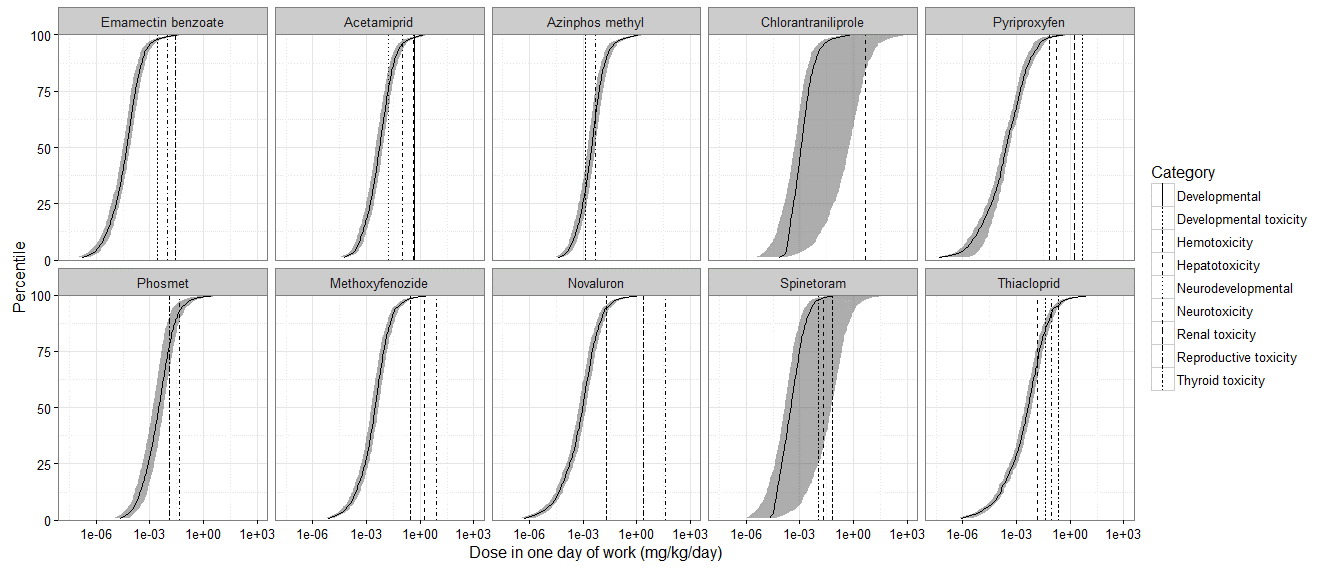 Emamectin benzoate
Acetamiprid
Azinphos methyl
Chlorantraniliprole
Pyriproxyfen
100
75
50
25
0
Percentile
Phosmet
Methoxyfenozide
Novaluron
Spinetoram
Thiacloprid
100
75
50
25
0
1e-06 1e-03 1e+00 1e+03
1e-06 1e-03 1e+00 1e+03
1e-06 1e-03 1e+00 1e+03
1e-06 1e-03 1e+00 1e+03
1e-06 1e-03 1e+00 1e+03
Dose in one day of work (mg/kg/day)
Category
Developmental
Developmental toxicity
Hemotoxicity
Hepatotoxicity
Neurodevelopmental
Neurotoxicity
Renal toxicity
Reproductive toxicity
Thyroid toxicity